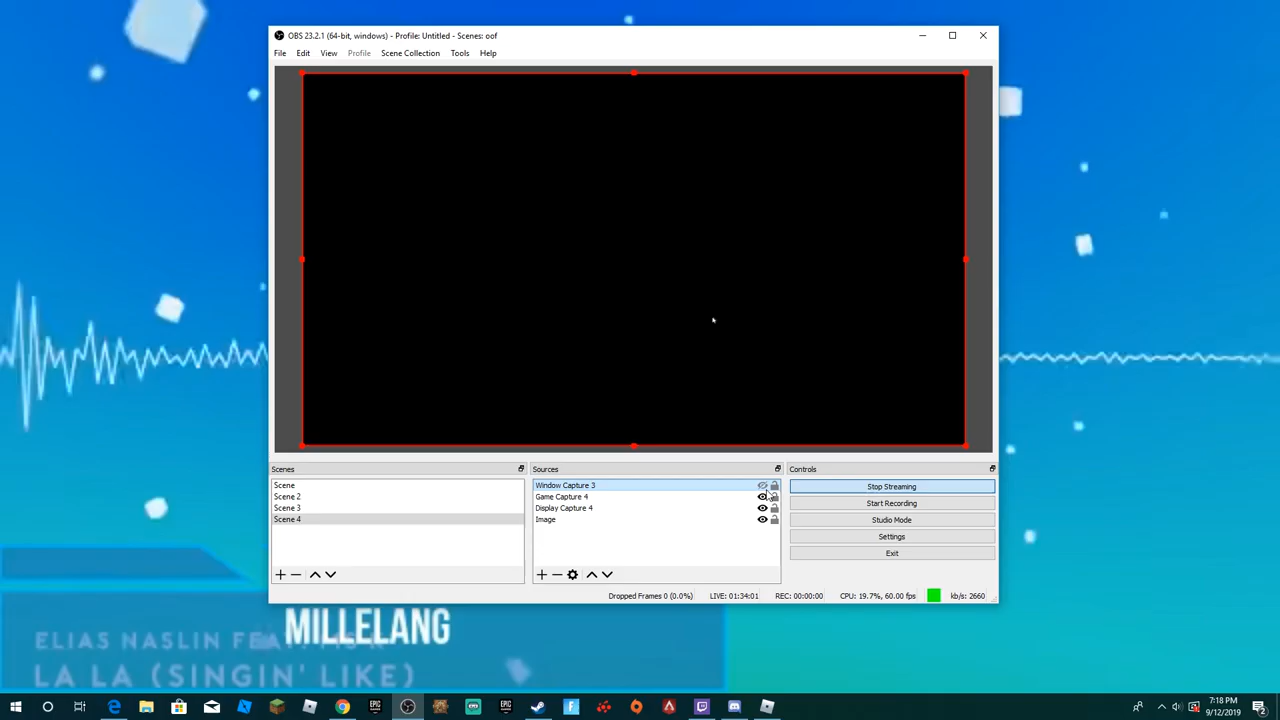 OBS 23.2.1 (64-bit, windows) - Profile: Untitled - Scenes: oof
File Edit View Profile Scene Collection Tools Help
Scenes
Scene
Scene 2
Scene 3
Scene 4
Sources
Window Capture 3
Game Capture 4
Display Capture 4
Image
Controls
Stop Streaming
Start Recording
Studio Mode
Settings
Exit
Dropped Frames 0 (0.0%) LIVE: 01:34:01 REC: 00:00:00 CPU: 19.7%, 60.00 fps kb/s: 2660
MILLELANG
ELIAS NASLIN
LA LA (SINGIN' LIKE)
EPIC
EPIC
7:18 PM
9/12/2019
2